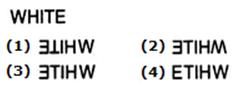 WHITE
(1) ƎꓕIHW (2) ƎTIHM
(3) ƎTIHW (4) ETIHW